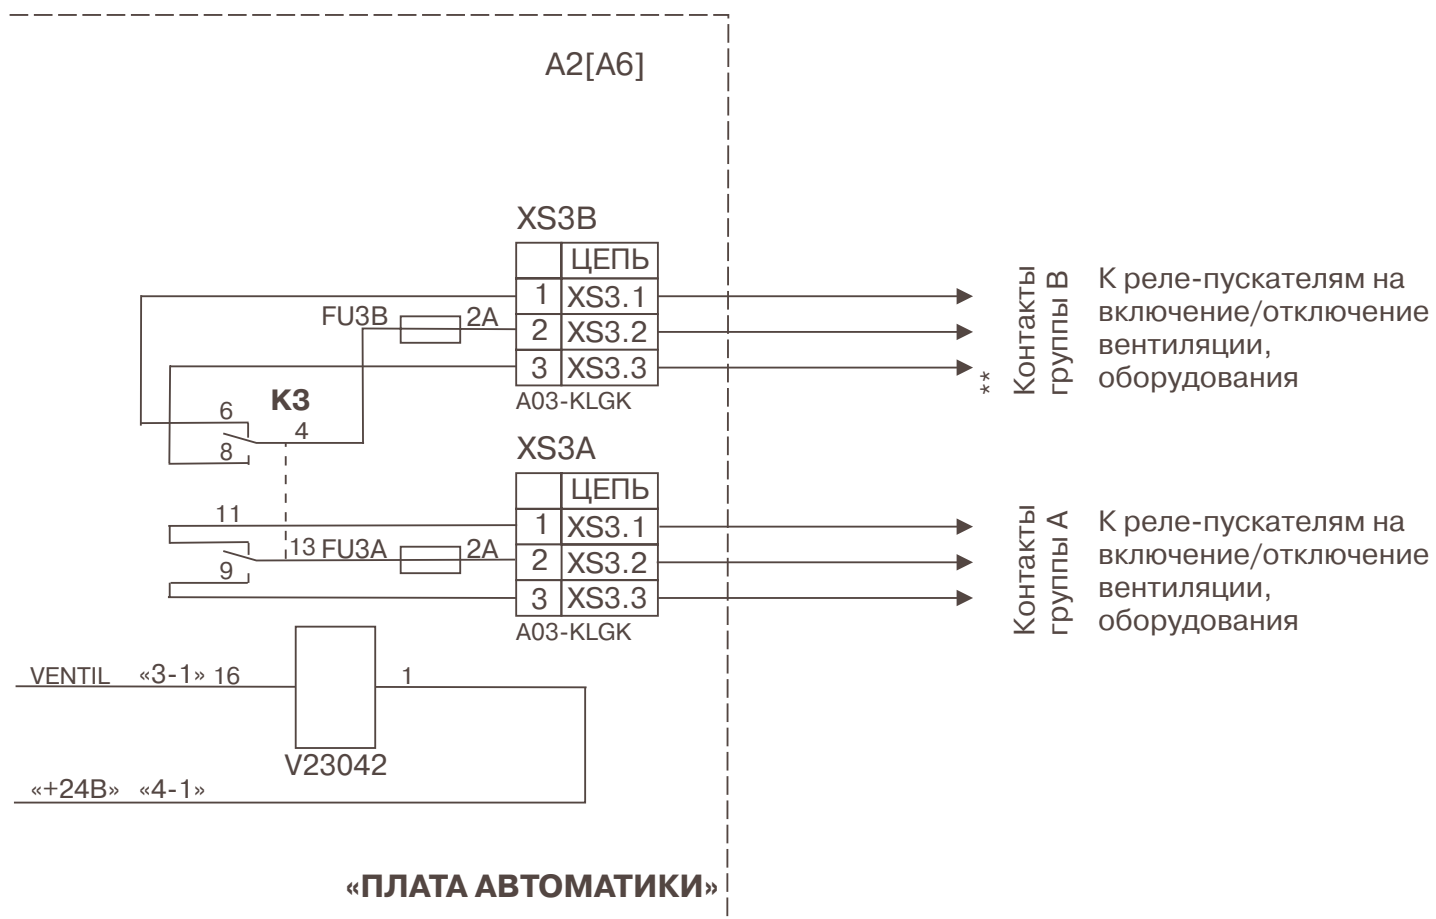 A2[A6]
XS3B
ЦЕПЬ
1 XS3.1
FU3B 2A 2 XS3.2
3 XS3.3
A03-KLGK
**
Контакты
группы B
К реле-пускателям на
включение/отключение
вентиляции,
оборудования
K3
6
4
8
XS3A
ЦЕПЬ
11 1 XS3.1
13 FU3A 2A 2 XS3.2
9
3 XS3.3
A03-KLGK
Контакты
группы A
К реле-пускателям на
включение/отключение
вентиляции,
оборудования
VENTIL «3-1» 16 1
V23042
«+24В» «4-1»
«ПЛАТА АВТОМАТИКИ»